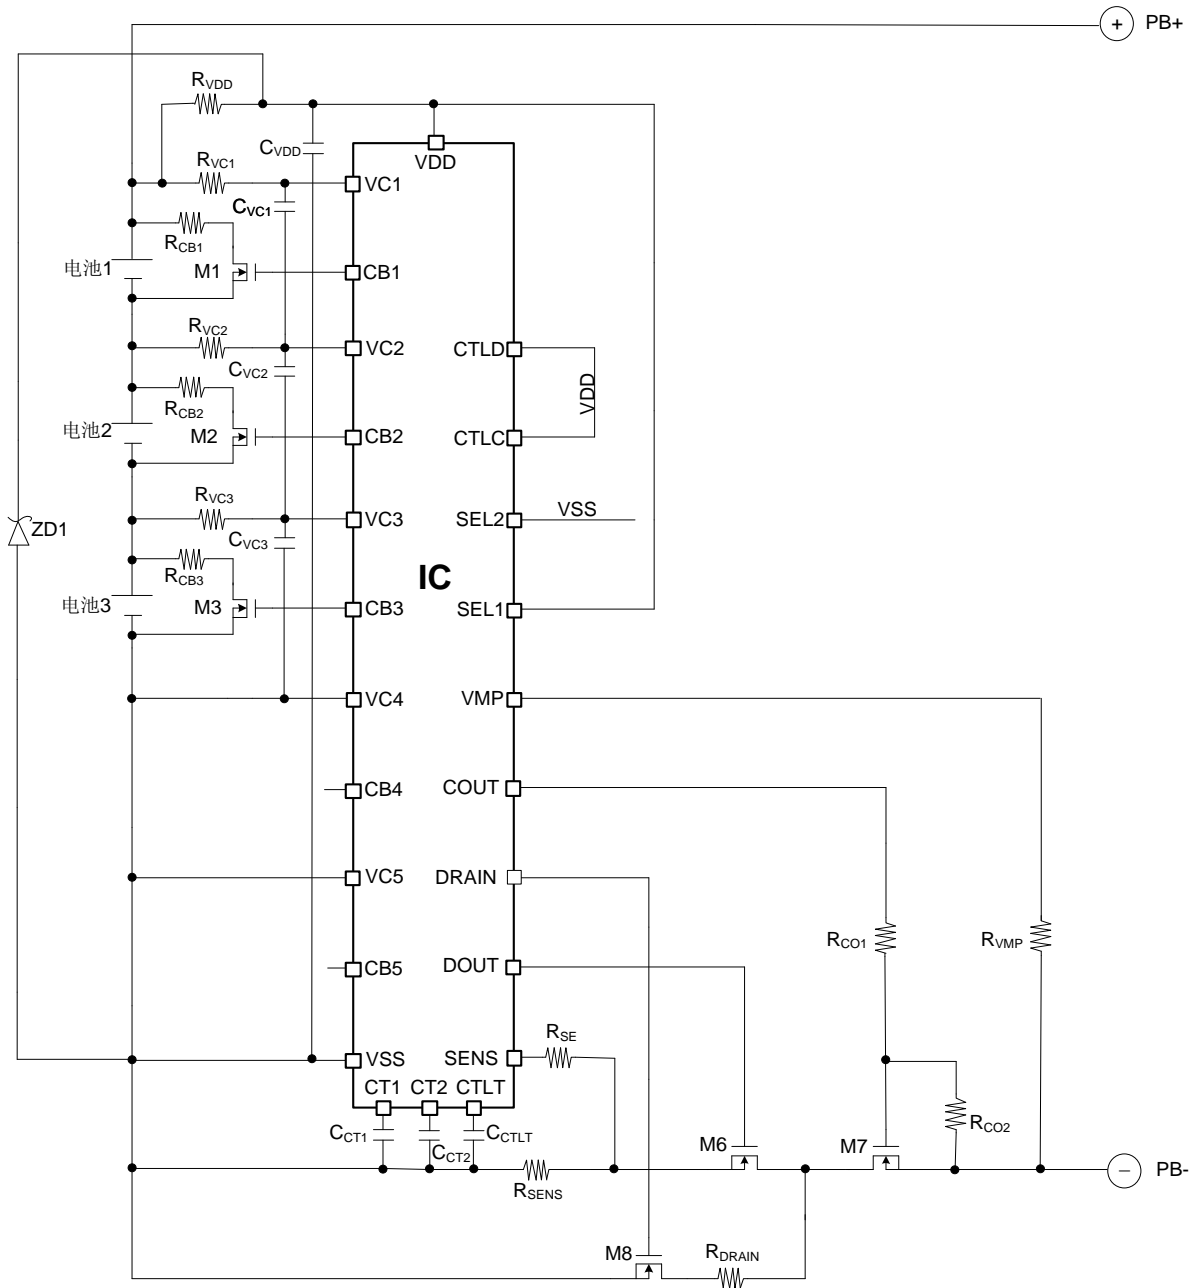 PB+
RVDD
CVDD
VDD
RVC1
VC1
CVC1
RCB1
电池1
M1
CB1
RVC2
VC2
CTLD
CVC2
VDD
RCB2
电池2
M2
CB2
CTLC
RVC3
VC3
SEL2
VSS
ZD1
CVC3
RCB3
IC
电池3
M3
CB3
SEL1
VC4
VMP
CB4
COUT
VC5
DRAIN
RCO1
RVMP
CB5
DOUT
RSE
VSS
SENS
CT1
CT2
CTLT
CCT1
CCT2
CCTLT
RCO2
M6
M7
RSENS
PB-
M8
RDRAIN